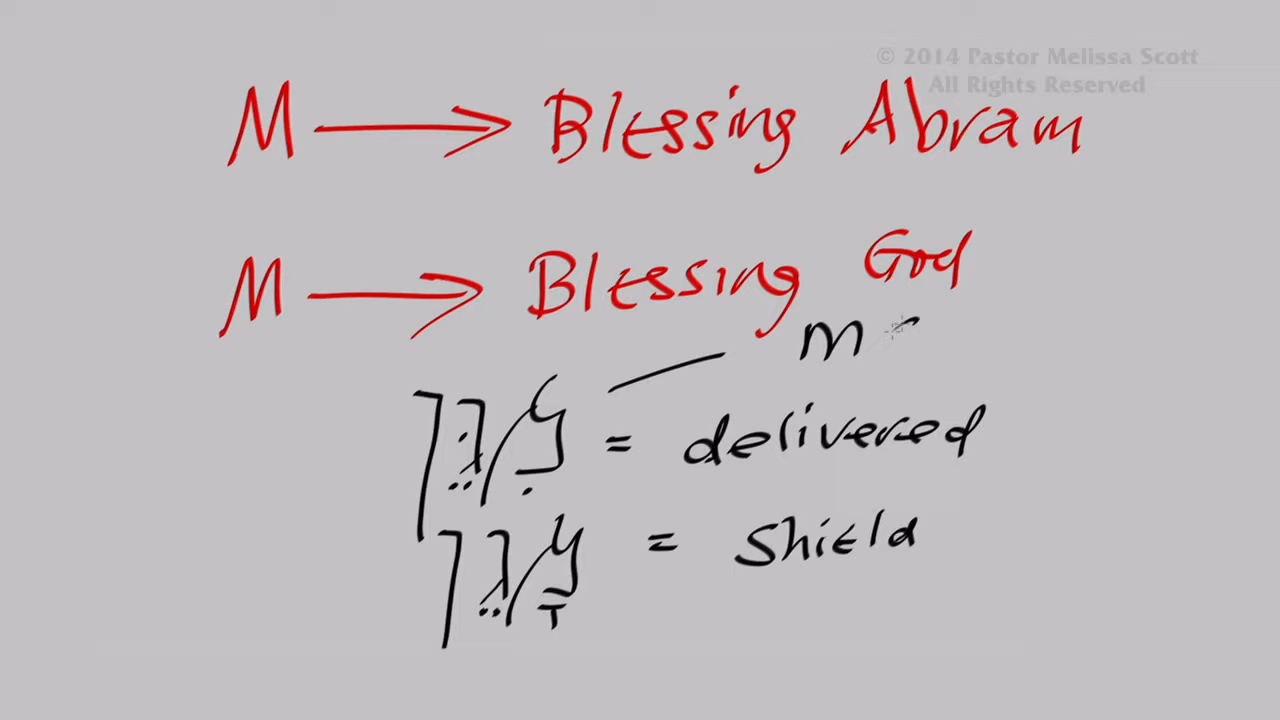 © 2014 Pastor Melissa Scott
All Rights Reserved
M → Blessing Abram
M → Blessing God
m
מִגֵּן = delivered
מָגֵן = Shield